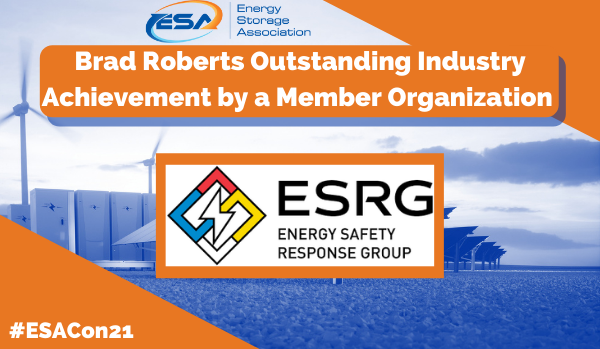 ESA
Energy
Storage
Association
Brad Roberts Outstanding Industry
Achievement by a Member Organization
ESRG
ENERGY SAFETY
RESPONSE GROUP
#ESACon21